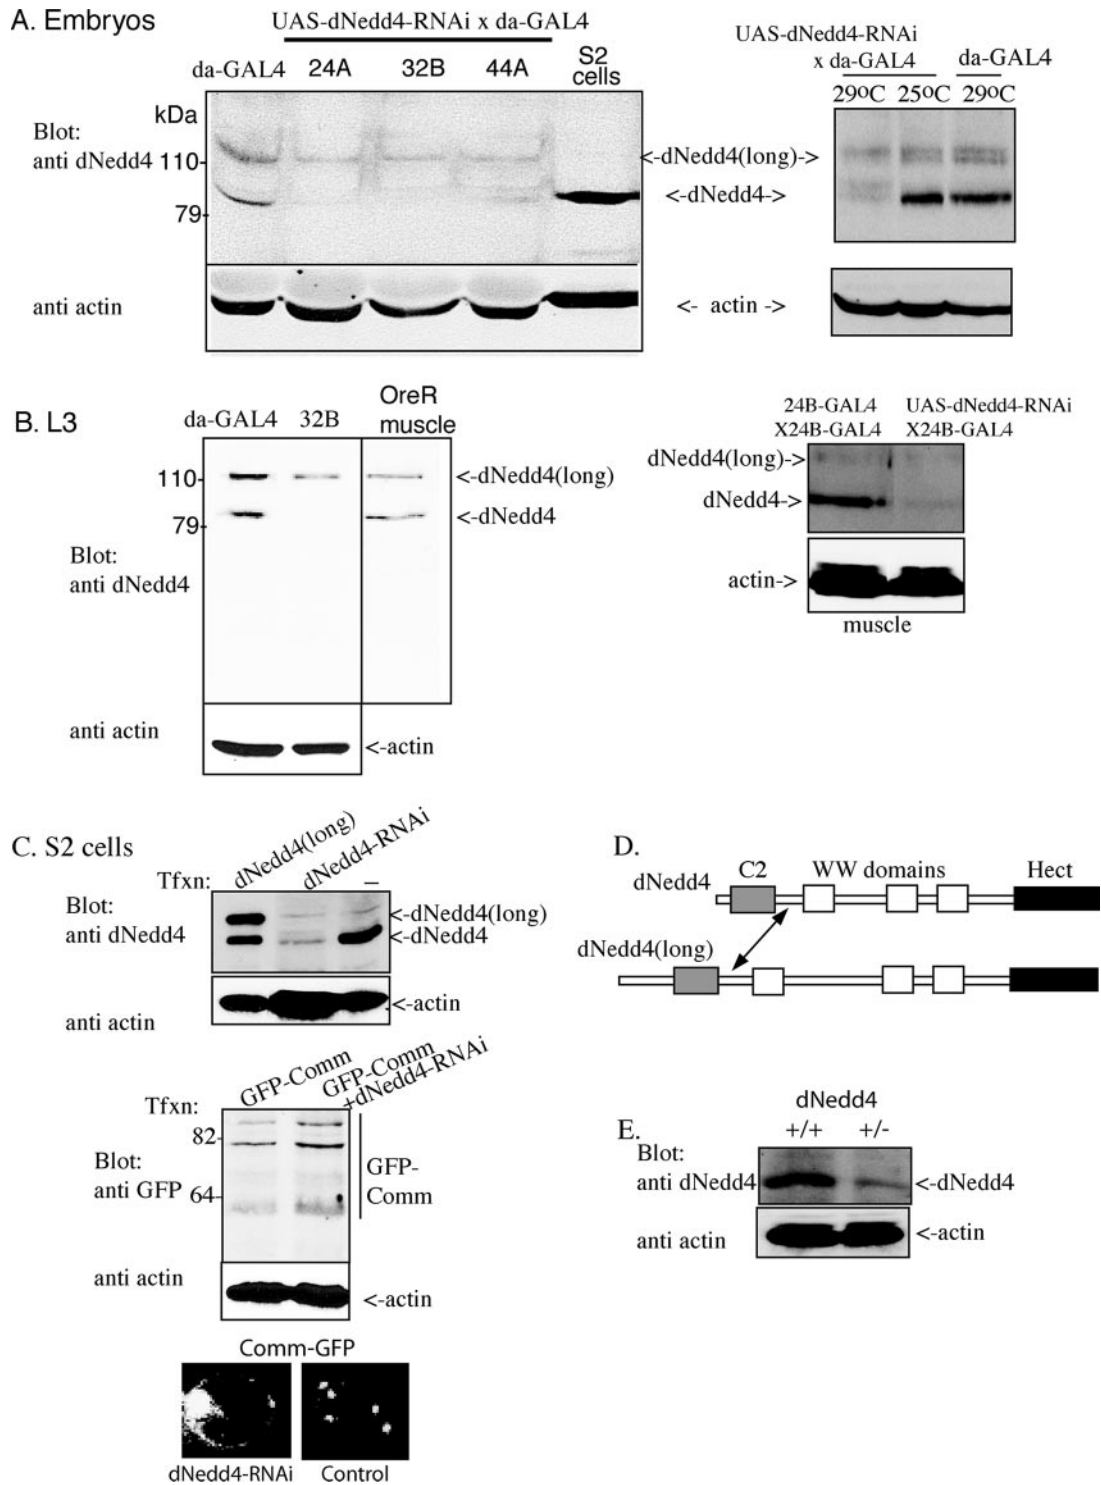 A. Embryos
UAS-dNedd4-RNAi x da-GAL4
da-GAL4 24A 32B 44A S2 cells
kDa
Blot:
anti dNedd4
110-
79-
anti actin
UAS-dNedd4-RNAi
x da-GAL4 da-GAL4
29oC 25oC 29oC
<-dNedd4(long)->
<-dNedd4->
<- actin ->
B. L3
da-GAL4 32B OreR muscle
110-
79-
<-dNedd4(long)
<-dNedd4
Blot:
anti dNedd4
anti actin
<-actin
24B-GAL4 UAS-dNedd4-RNAi
X24B-GAL4 X24B-GAL4
dNedd4(long)->
dNedd4->
actin->
muscle
C. S2 cells
Tfxn: dNedd4(long) dNedd4-RNAi –
Blot:
anti dNedd4
<-dNedd4(long)
<-dNedd4
anti actin
<-actin
Tfxn: GFP-Comm GFP-Comm +dNedd4-RNAi
82-
64-
Blot:
anti GFP
GFP-
Comm
anti actin
<-actin
Comm-GFP
dNedd4-RNAi Control
D.
dNedd4 C2 WW domains Hect
dNedd4(long)
E.
dNedd4
+/+ +/-
Blot:
anti dNedd4 <-dNedd4
anti actin <-actin